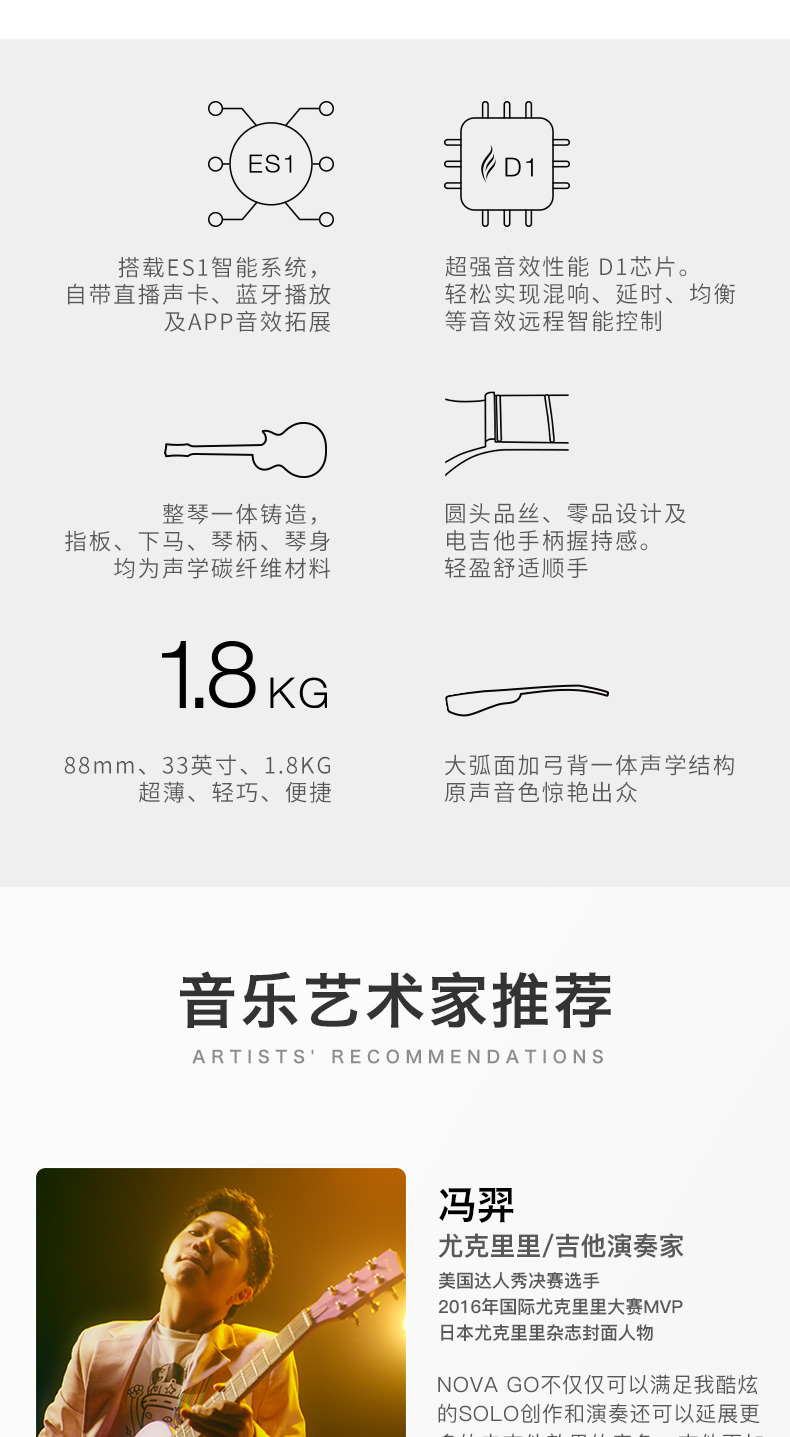 ES1
D1
搭载ES1智能系统，
自带直播声卡、蓝牙播放
及APP音效拓展
超强音效性能 D1芯片。
轻松实现混响、延时、均衡
等音效远程智能控制
整琴一体铸造，
指板、下马、琴柄、琴身
均为声学碳纤维材料
圆头品丝、零品设计及
电吉他手柄握持感。
轻盈舒适顺手
1.8 KG
88mm、33英寸、1.8KG
超薄、轻巧、便捷
大弧面加弓背一体声学结构
原声音色惊艳出众
音乐艺术家推荐
ARTISTS' RECOMMENDATIONS
冯羿
尤克里里/吉他演奏家
美国达人秀决赛选手
2016年国际尤克里里大赛MVP
日本尤克里里杂志封面人物
NOVA GO不仅仅可以满足我酷炫
的SOLO创作和演奏还可以延展更